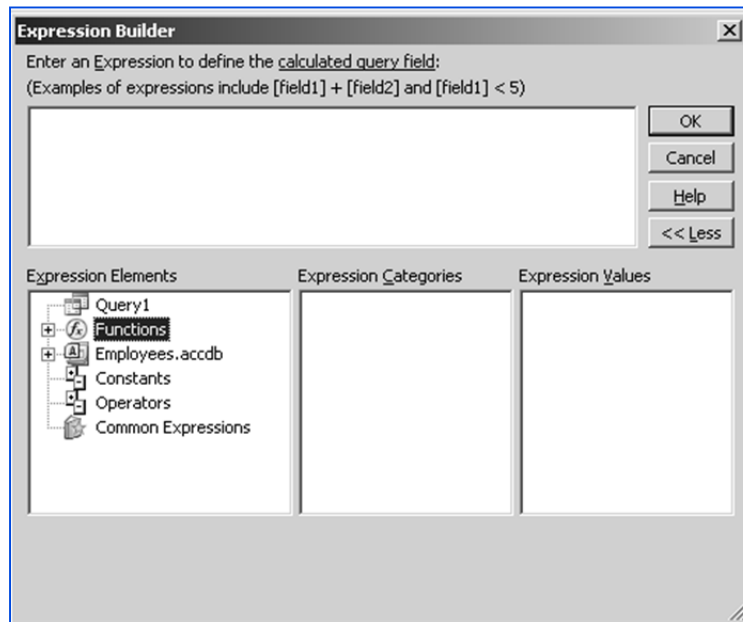 Expression Builder
Enter an Expression to define the calculated query field:
(Examples of expressions include [field1] + [field2] and [field1] < 5)
OK
Cancel
Help
<< Less
Expression Elements
Expression Categories
Expression Values
Query1
Functions
Employees.accdb
Constants
Operators
Common Expressions